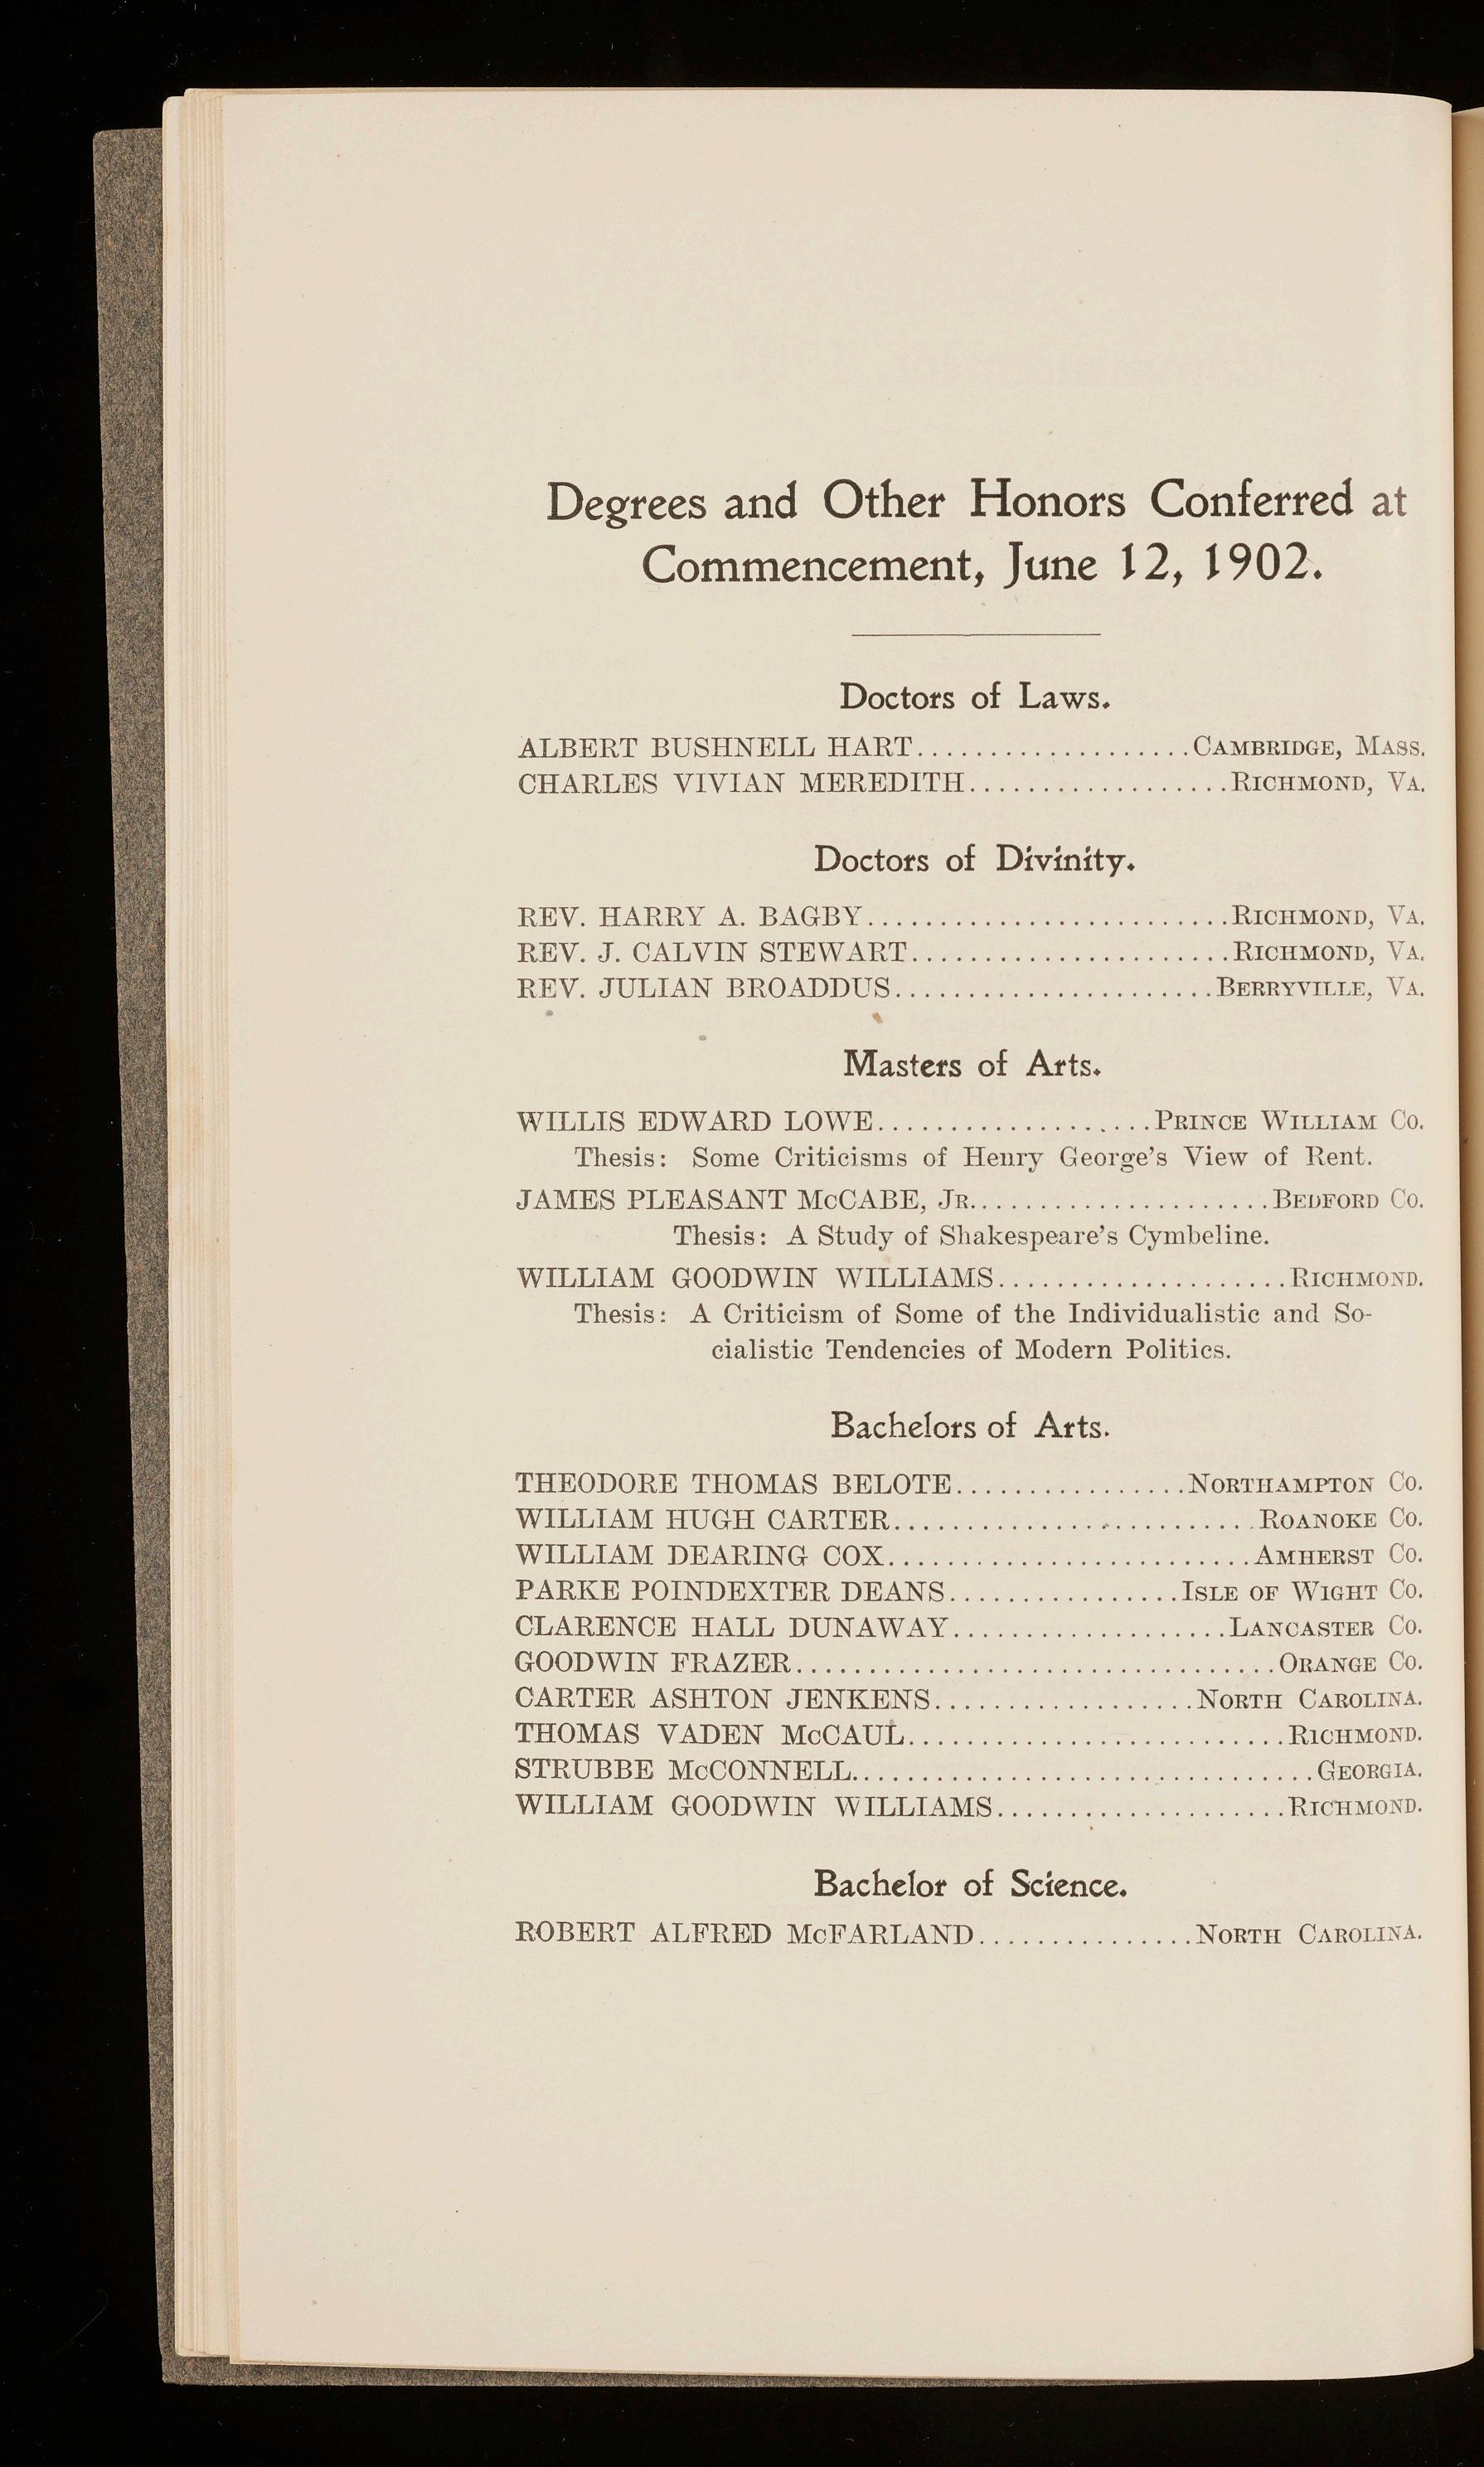 Degrees and Other Honors Conferred at
Commencement, June 12, 1902.
Doctors of Laws.
ALBERT BUSHNELL HART...................CAMBRIDGE, MASS.
CHARLES VIVIAN MEREDITH..................RICHMOND, VA.
Doctors of Divinity.
REV. HARRY A. BAGBY.........................RICHMOND, VA.
REV. J. CALVIN STEWART......................RICHMOND, VA.
REV. JULIAN BROADDUS......................BERRYVILLE, VA.
Masters of Arts.
WILLIS EDWARD LOWE...................PRINCE WILLIAM CO.
Thesis: Some Criticisms of Henry George's View of Rent.
JAMES PLEASANT McCABE, JR.....................BEDFORD CO.
Thesis: A Study of Shakespeare's Cymbeline.
WILLIAM GOODWIN WILLIAMS....................RICHMOND.
Thesis: A Criticism of Some of the Individualistic and So-
cialistic Tendencies of Modern Politics.
Bachelors of Arts.
THEODORE THOMAS BELOTE................NORTHAMPTON CO.
WILLIAM HUGH CARTER.........................ROANOKE CO.
WILLIAM DEARING COX.........................AMHERST CO.
PARKE POINDEXTER DEANS................ISLE OF WIGHT CO.
CLARENCE HALL DUNAWAY...................LANCASTER CO.
GOODWIN FRAZER.................................ORANGE CO.
CARTER ASHTON JENKENS..................NORTH CAROLINA.
THOMAS VADEN McCAUL..........................RICHMOND.
STRUBBE McCONNELL................................GEORGIA.
WILLIAM GOODWIN WILLIAMS....................RICHMOND.
Bachelor of Science.
ROBERT ALFRED McFARLAND...............NORTH CAROLINA.